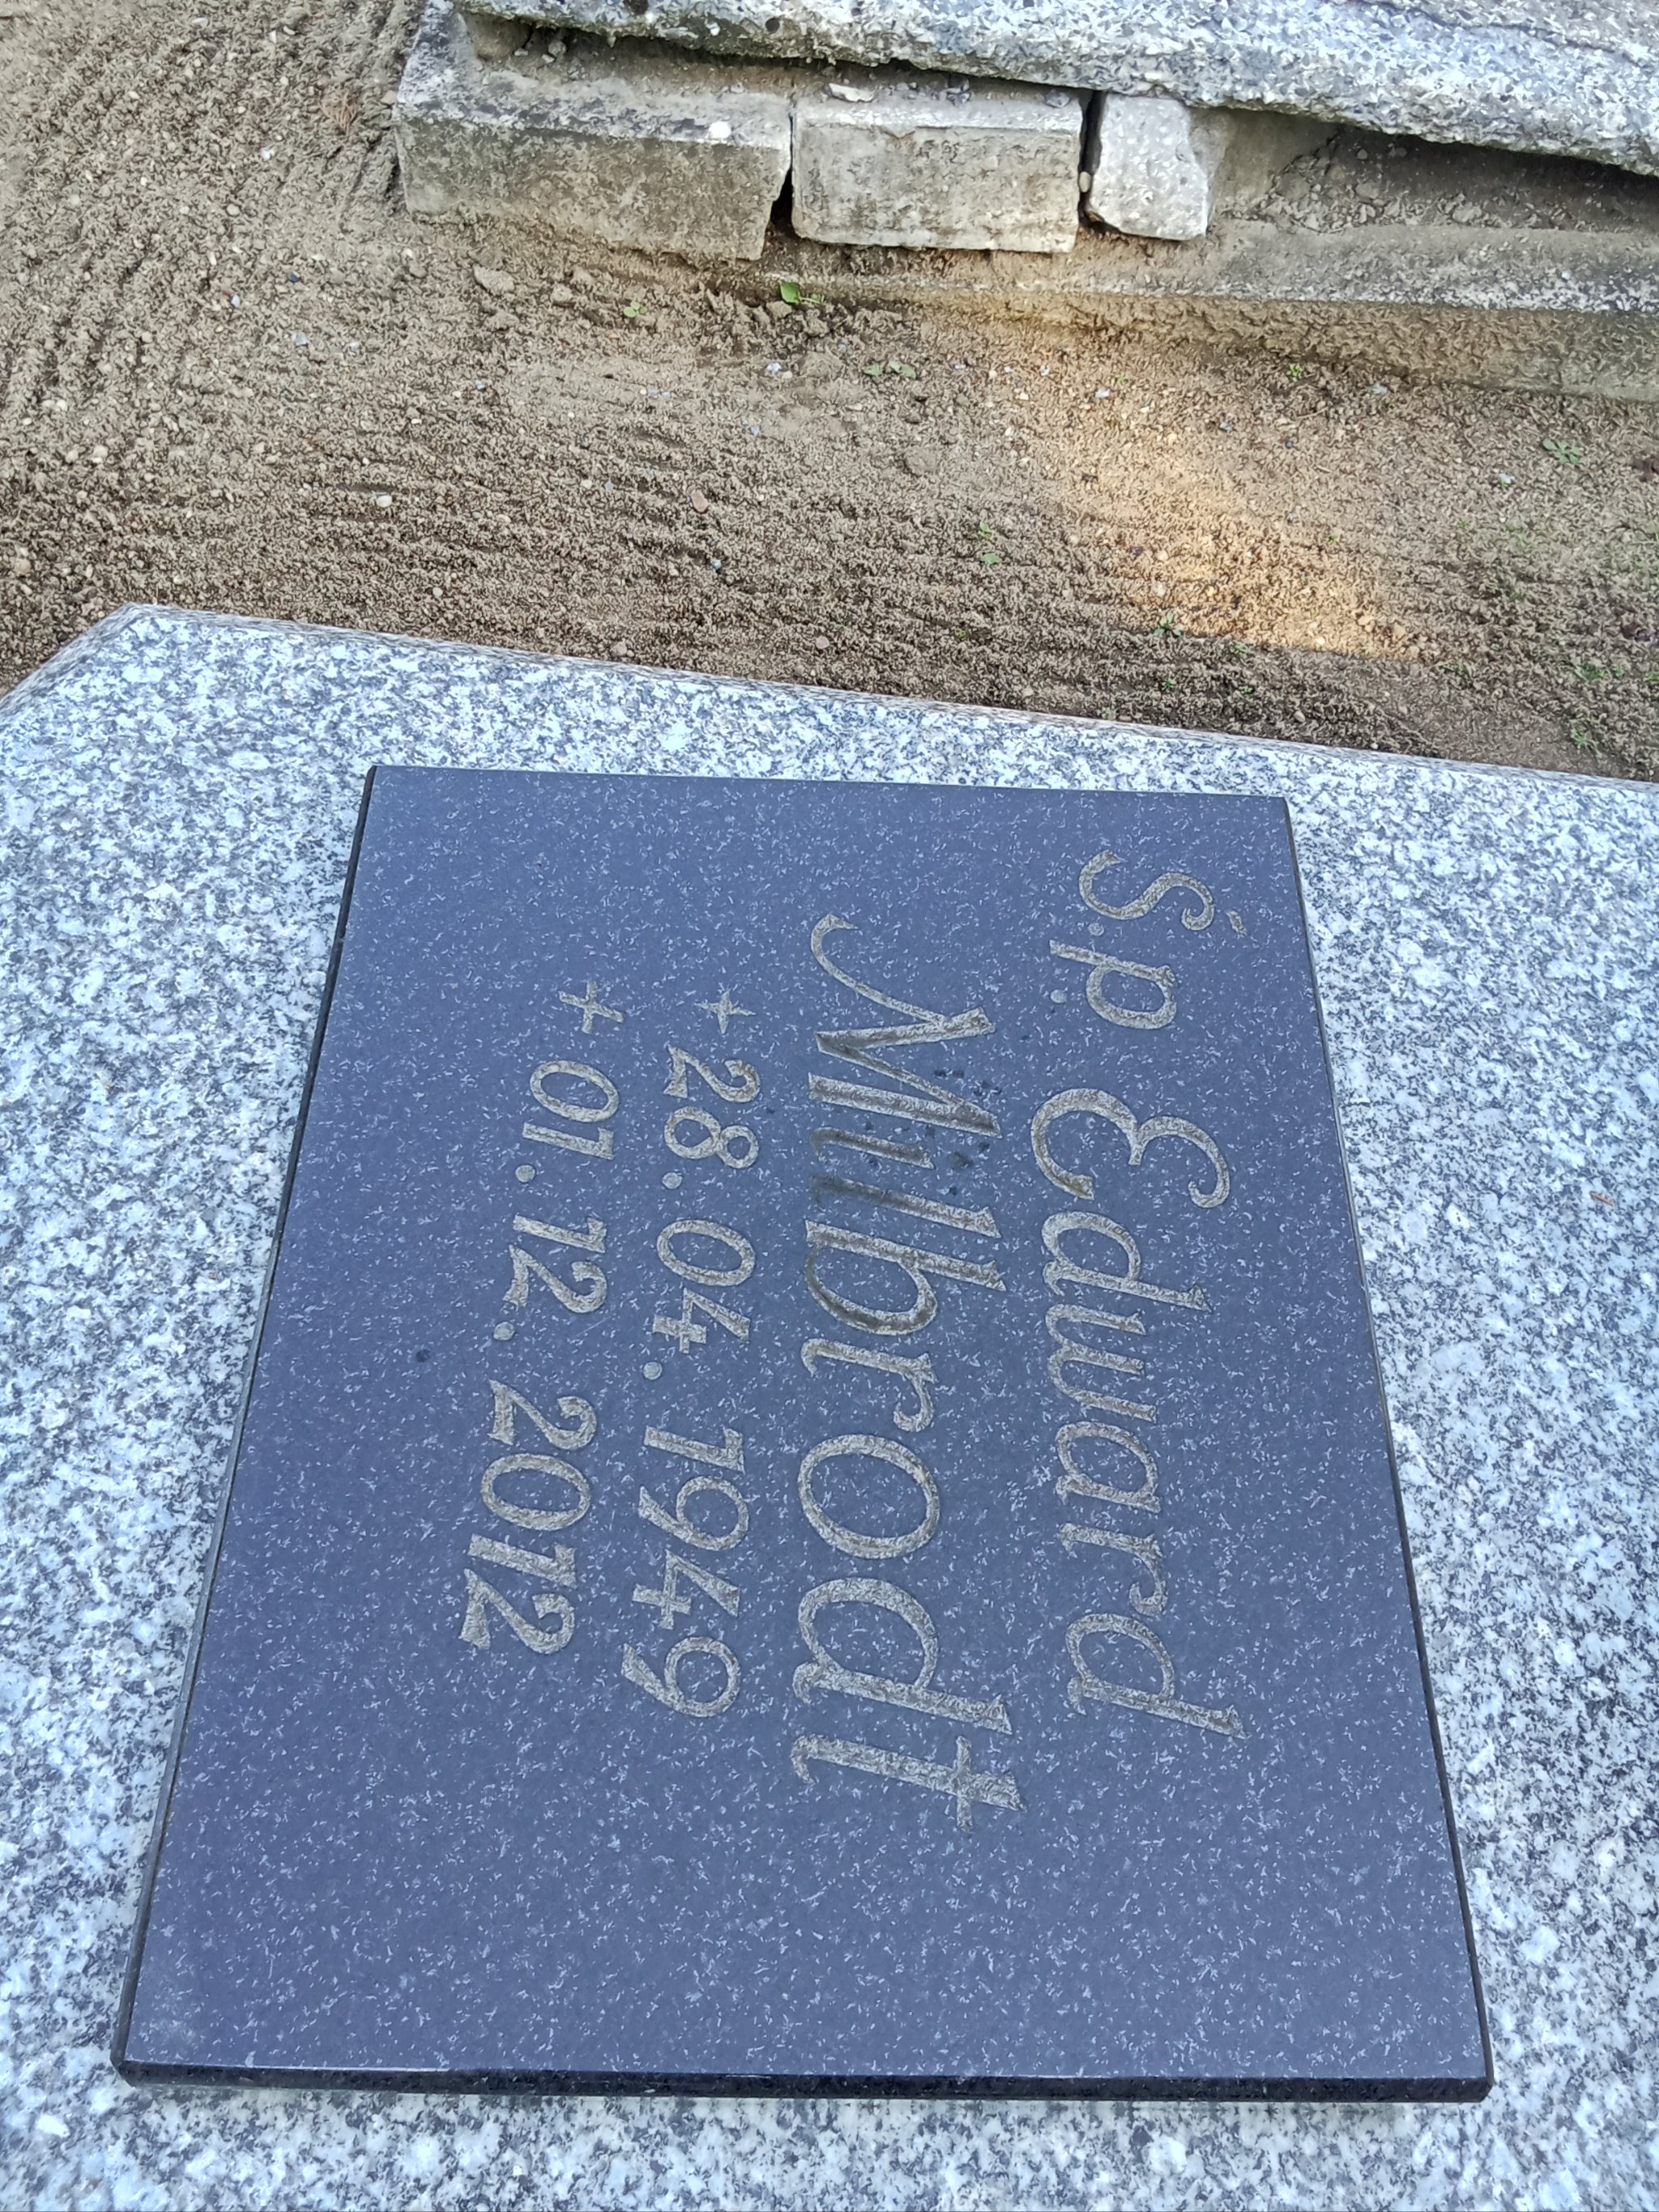 Ś.p. Edward
Milbrodt
✦ 28.04.1949
+ 01.12.2012